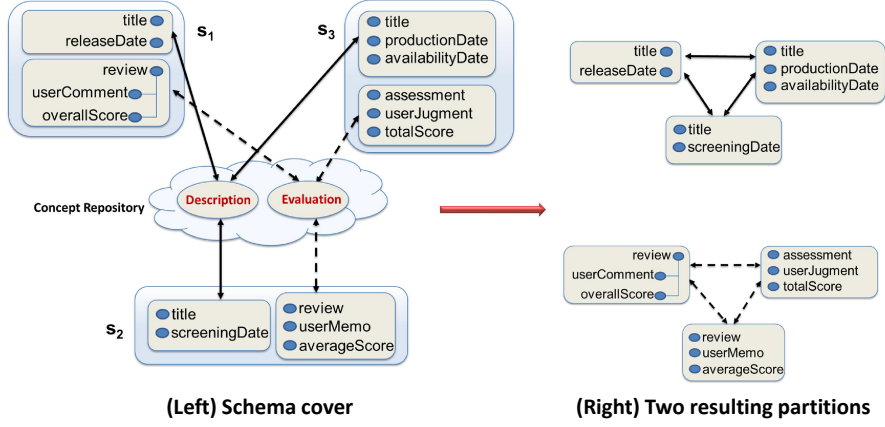 title
releaseDate
s1
review
userComment
overallScore
s3
title
productionDate
availabilityDate
assessment
userJugment
totalScore
Concept Repository
Description
Evaluation
s2
title
screeningDate
review
userMemo
averageScore
(Left) Schema cover
title
releaseDate
title
productionDate
availabilityDate
title
screeningDate
review
userComment
overallScore
assessment
userJugment
totalScore
review
userMemo
averageScore
(Right) Two resulting partitions